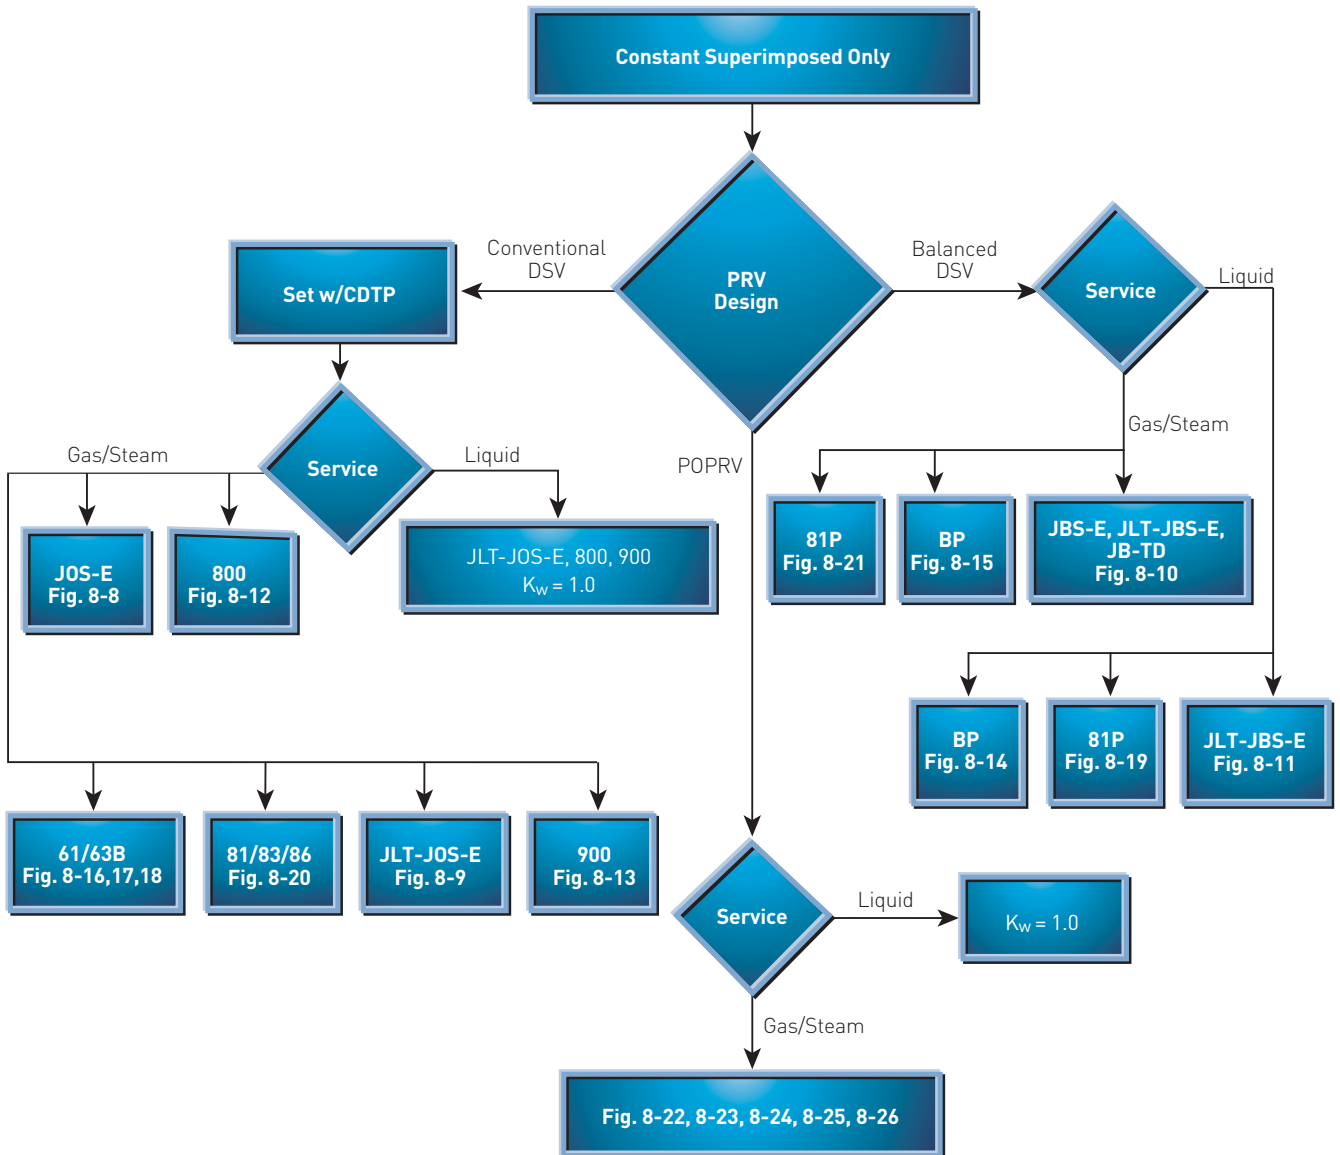 Constant Superimposed Only
Conventional
DSV
Balanced
DSV
PRV
Design
Set w/CDTP
Service
Liquid
Gas/Steam
Service
Liquid
Gas/Steam
POPRV
JOS-E
Fig. 8-8
800
Fig. 8-12
JLT-JOS-E, 800, 900
Kw = 1.0
81P
Fig. 8-21
BP
Fig. 8-15
JBS-E, JLT-JBS-E,
JB-TD
Fig. 8-10
BP
Fig. 8-14
81P
Fig. 8-19
JLT-JBS-E
Fig. 8-11
61/63B
Fig. 8-16,17,18
81/83/86
Fig. 8-20
JLT-JOS-E
Fig. 8-9
900
Fig. 8-13
Service
Liquid
Kw = 1.0
Gas/Steam
Fig. 8-22, 8-23, 8-24, 8-25, 8-26